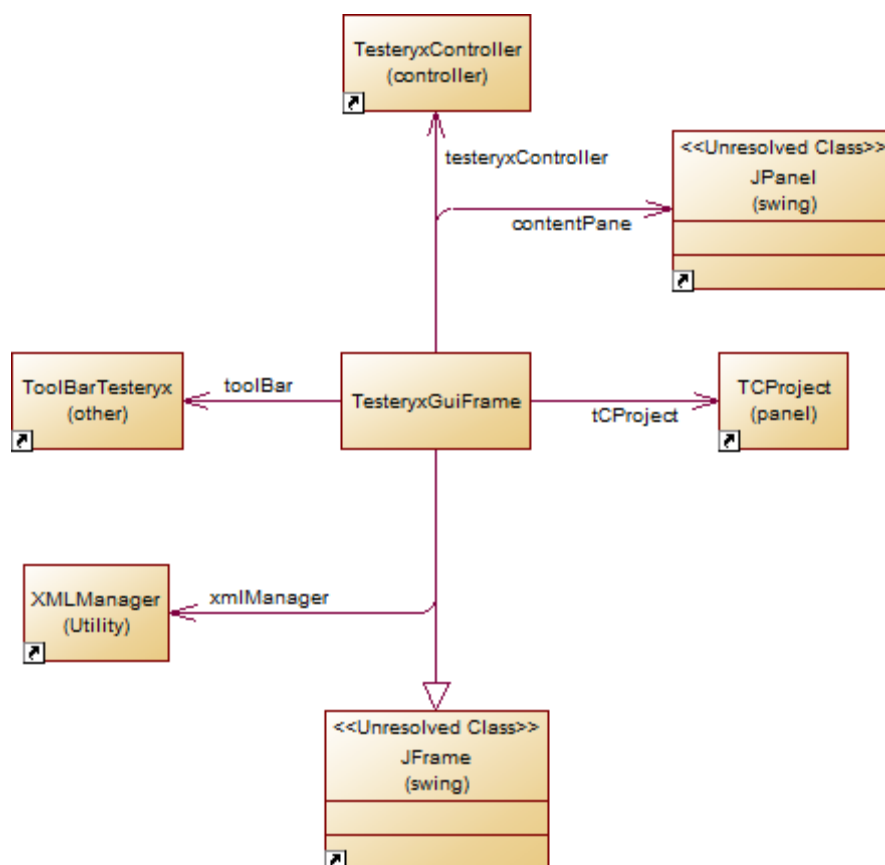 TesteryxController
(controller)
testeryxController
<<Unresolved Class>>
JPanel
(swing)
contentPane
ToolBarTesteryx
(other)
toolBar
TesteryxGuiFrame
tCProject
TCProject
(panel)
XMLManager
(Utility)
xmlManager
<<Unresolved Class>>
JFrame
(swing)